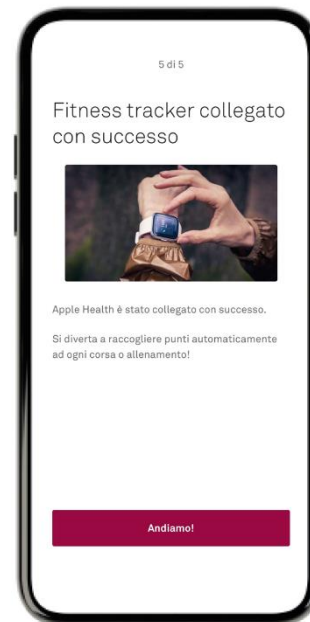 5 di 5
Fitness tracker collegato
con successo
Apple Health è stato collegato con successo.
Si diverta a raccogliere punti automaticamente
ad ogni corsa o allenamento!
Andiamo!